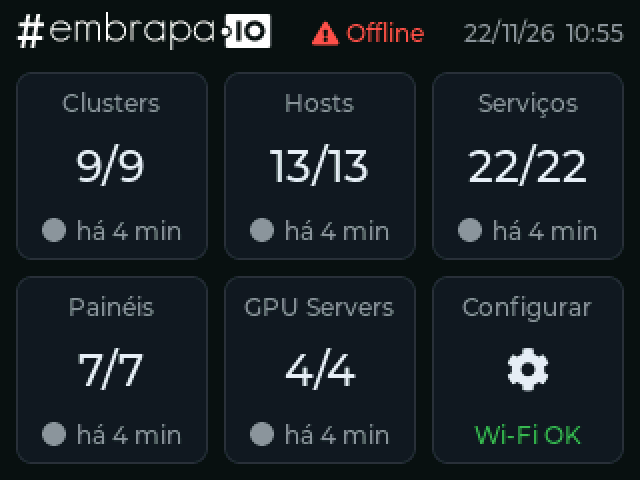 #embrapa.IO Offline 22/11/26 10:55
Clusters Hosts Serviços
9/9 13/13 22/22
há 4 min há 4 min há 4 min
Painéis GPU Servers Configurar
7/7 4/4
há 4 min há 4 min Wi-Fi OK